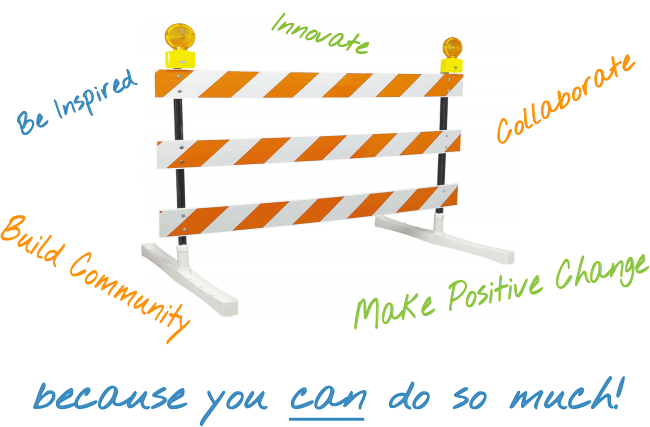 Innovate
Be Inspired
Collaborate
Build Community
Make Positive Change
because you can do so much!